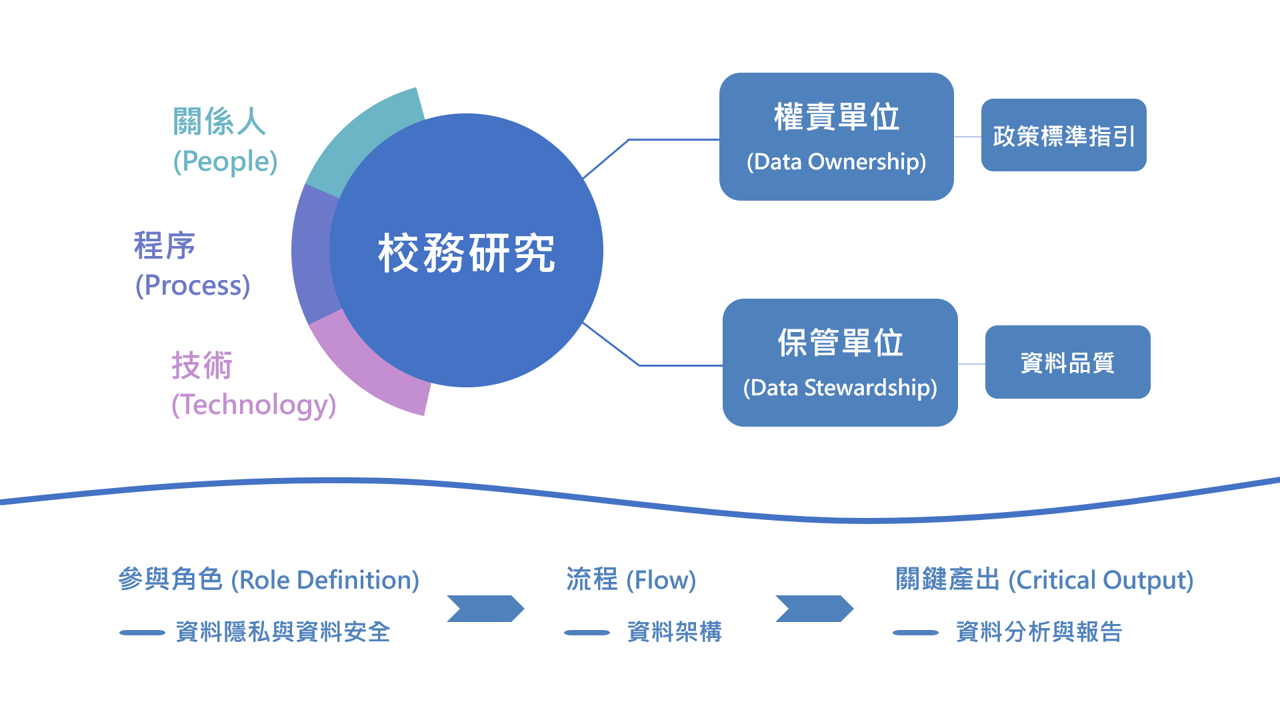 關係人
(People)
程序
(Process)
技術
(Technology)
校務研究
權責單位
(Data Ownership)
政策標準指引
保管單位
(Data Stewardship)
資料品質
參與角色 (Role Definition)
資料隱私與資料安全
流程 (Flow)
資料架構
關鍵產出 (Critical Output)
資料分析與報告